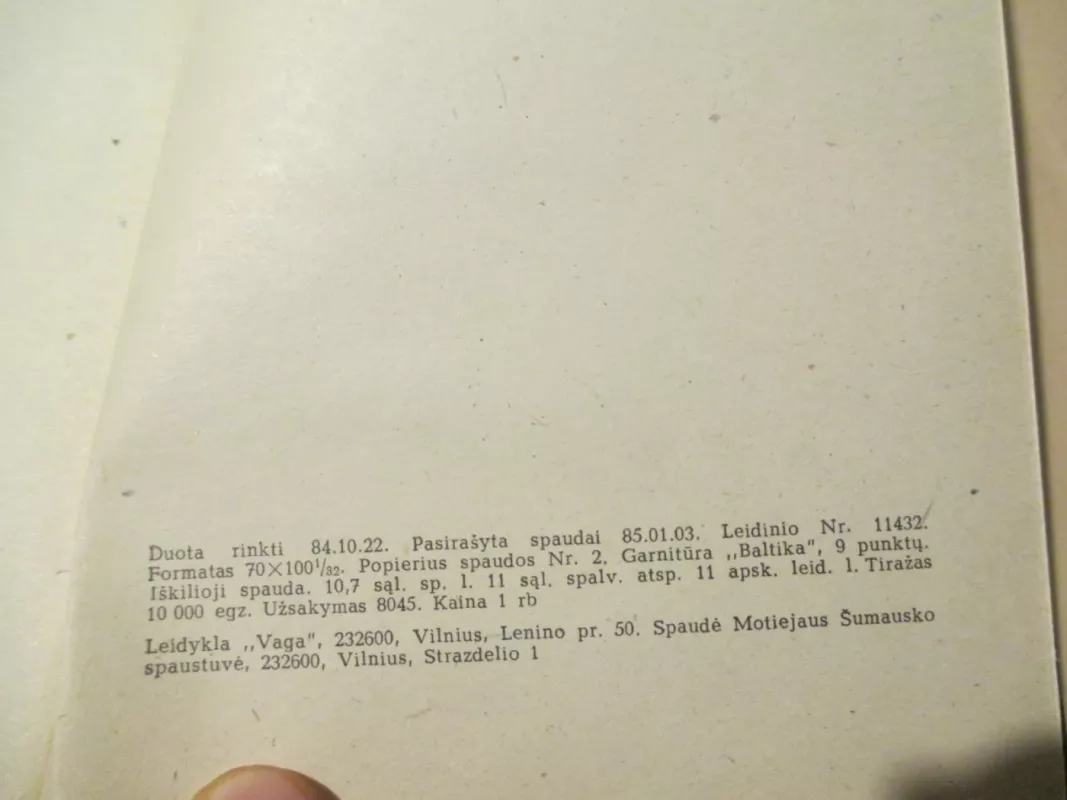 Duota rinkti 84.10.22. Pasirašyta spaudai 85.01.03. Leidinio Nr. 11432.
Formatas 70×100¹/₃₂. Popierius spaudos Nr. 2. Garnitūra „Baltika", 9 punktų.
Iškilioji spauda. 10,7 sąl. sp. l. 11 sąl. spalv. atsp. 11 apsk. leid. l. Tiražas
10 000 egz. Užsakymas 8045. Kaina 1 rb
Leidykla „Vaga", 232600, Vilnius, Lenino pr. 50. Spaudė Motiejaus Šumausko
spaustuvė, 232600, Vilnius, Strazdelio 1